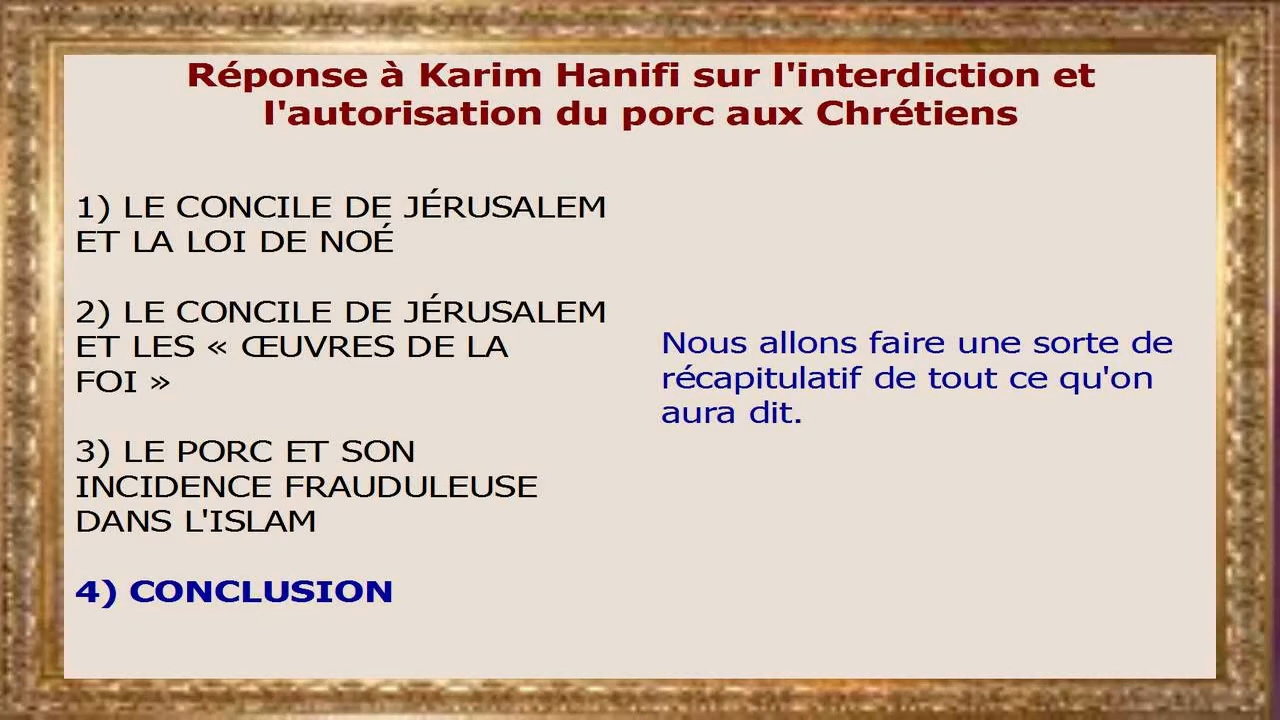 Réponse à Karim Hanifi sur l'interdiction et
l'autorisation du porc aux Chrétiens
1) LE CONCILE DE JÉRUSALEM
ET LA LOI DE NOÉ
2) LE CONCILE DE JÉRUSALEM
ET LES « ŒUVRES DE LA
FOI »
3) LE PORC ET SON
INCIDENCE FRAUDULEUSE
DANS L'ISLAM
4) CONCLUSION
Nous allons faire une sorte de
récapitulatif de tout ce qu'on
aura dit.